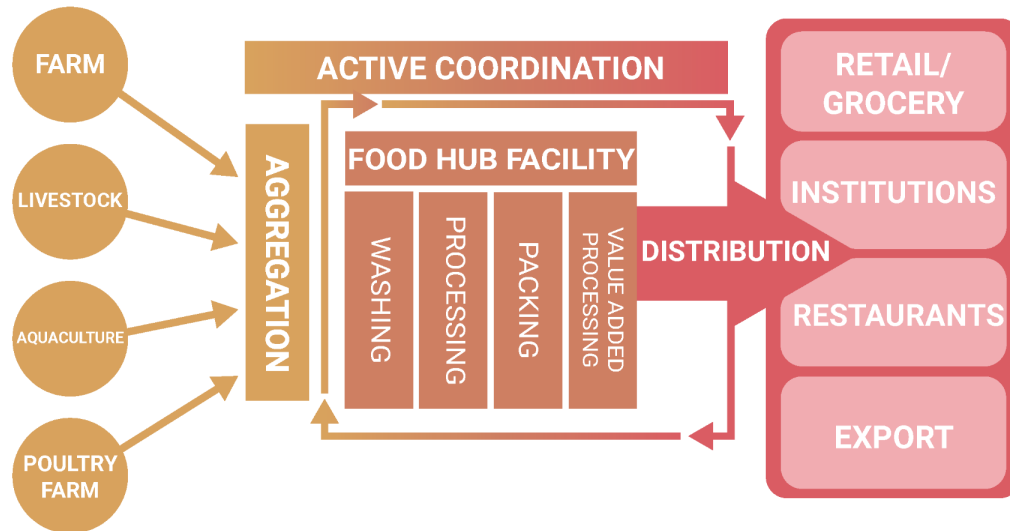 FARM
LIVESTOCK
AQUACULTURE
POULTRY
FARM
ACTIVE COORDINATION
AGGREGATION
FOOD HUB FACILITY
WASHING
PROCESSING
PACKING
VALUE ADDED
PROCESSING
DISTRIBUTION
RETAIL/
GROCERY
INSTITUTIONS
RESTAURANTS
EXPORT